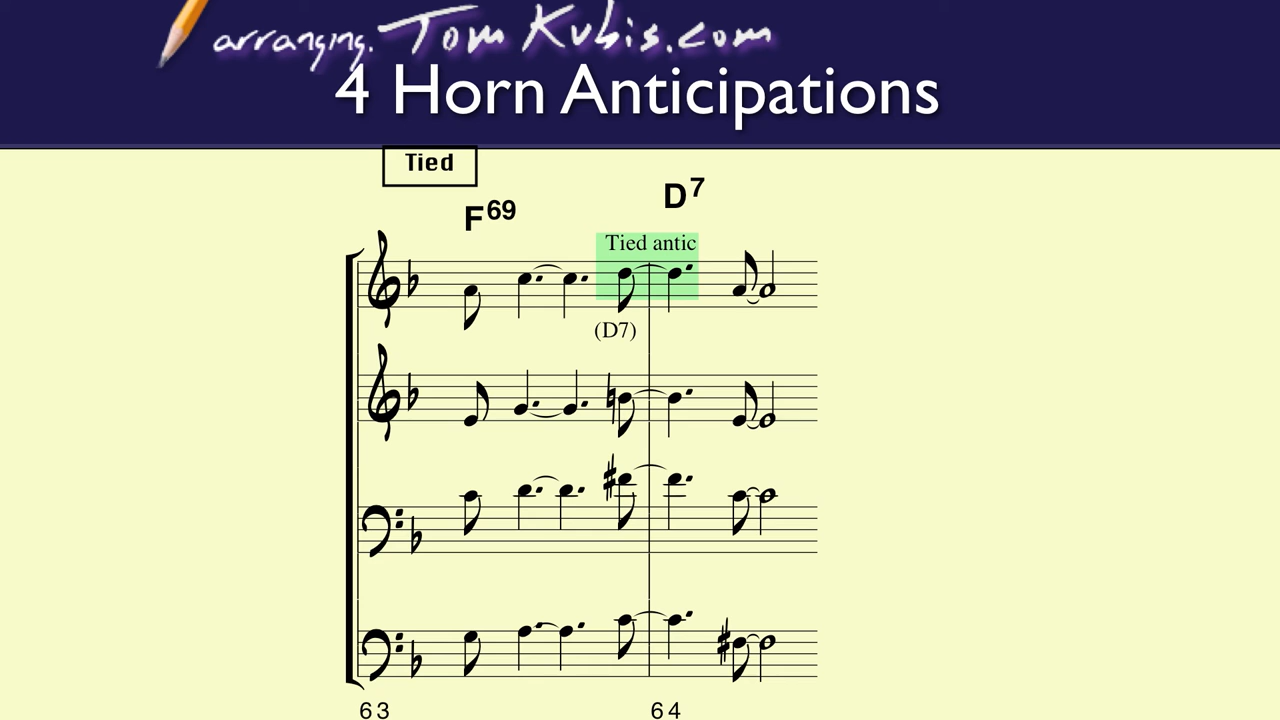 arranging.TomKubis.com
4 Horn Anticipations
Tied
F69
D7
Tied antic
(D7)
63
64